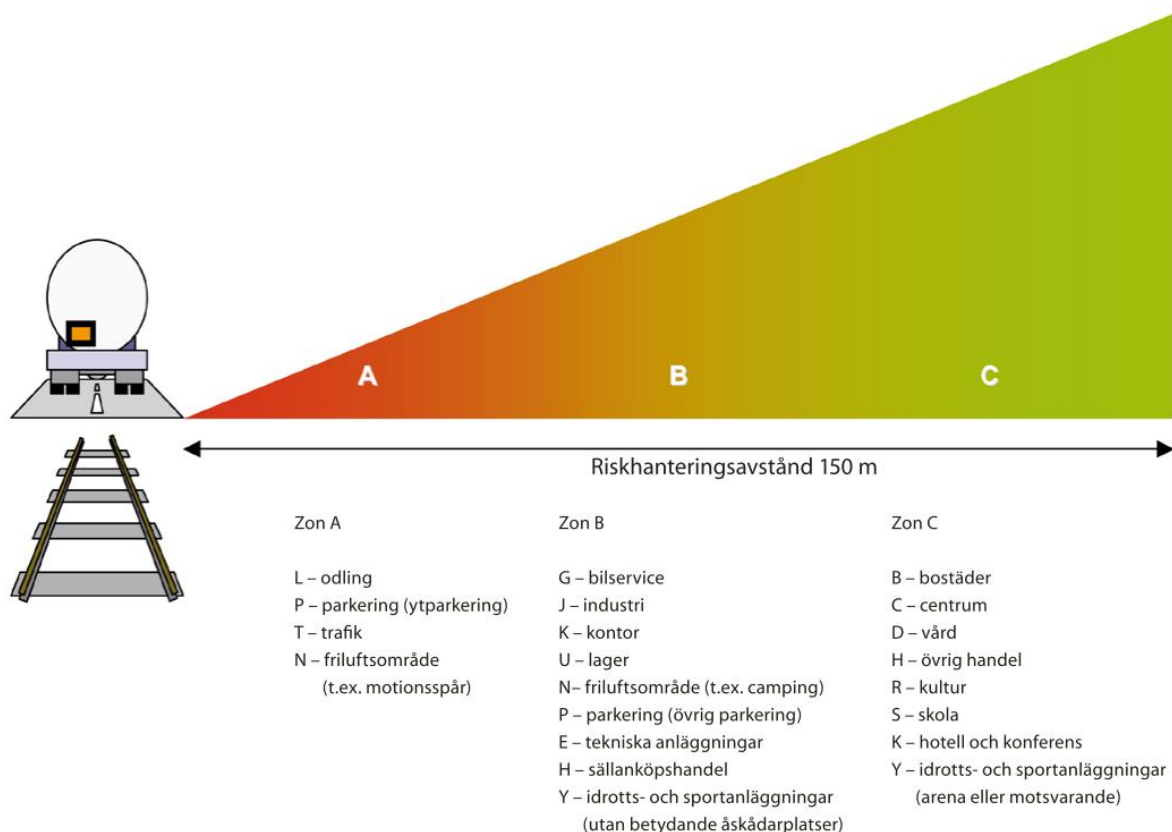 A
B
C
Riskhanteringsavstånd 150 m
Zon A
L – odling
P – parkering (ytparkering)
T – trafik
N – friluftsområde
(t.ex. motionsspår)
Zon B
G – bilservice
J – industri
K – kontor
U – lager
N– friluftsområde (t.ex. camping)
P – parkering (övrig parkering)
E – tekniska anläggningar
H – sällanköpshandel
Y – idrotts- och sportanläggningar
(utan betydande åskådarplatser)
Zon C
B – bostäder
C – centrum
D – vård
H – övrig handel
R – kultur
S – skola
K – hotell och konferens
Y – idrotts- och sportanläggningar
(arena eller motsvarande)